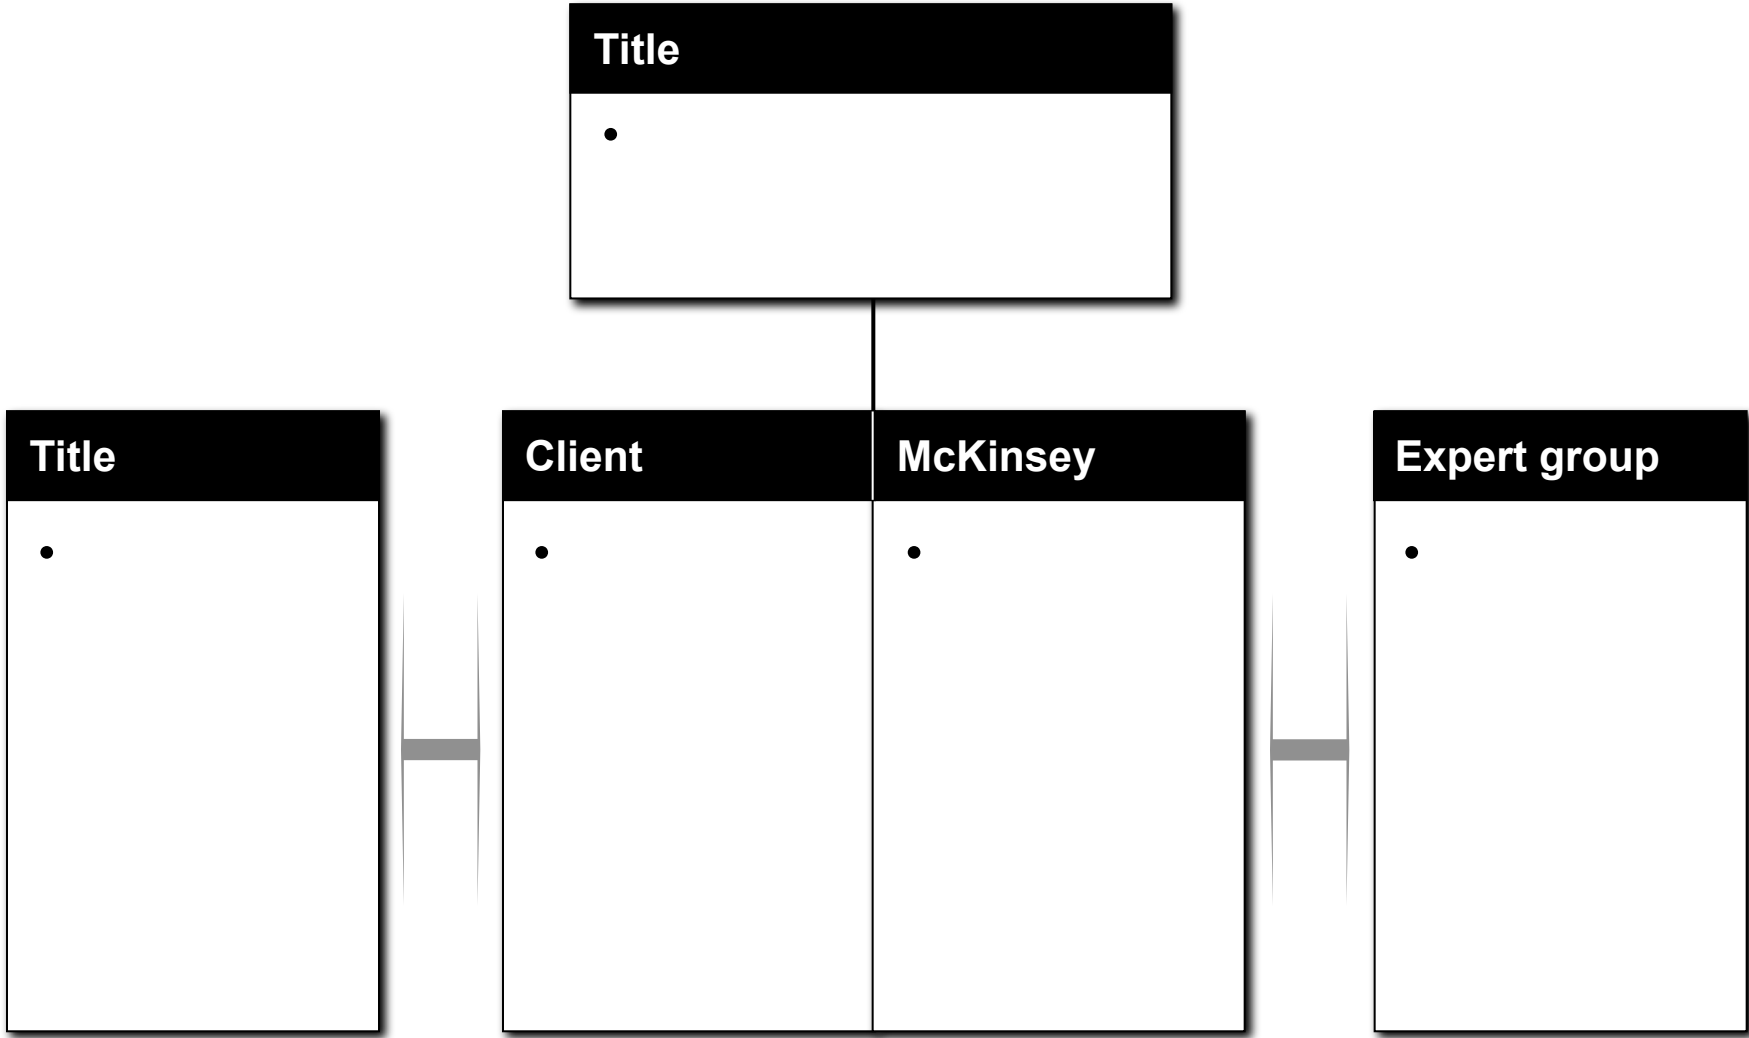 Title
•
Title
•
Client
•
McKinsey
•
Expert group
•